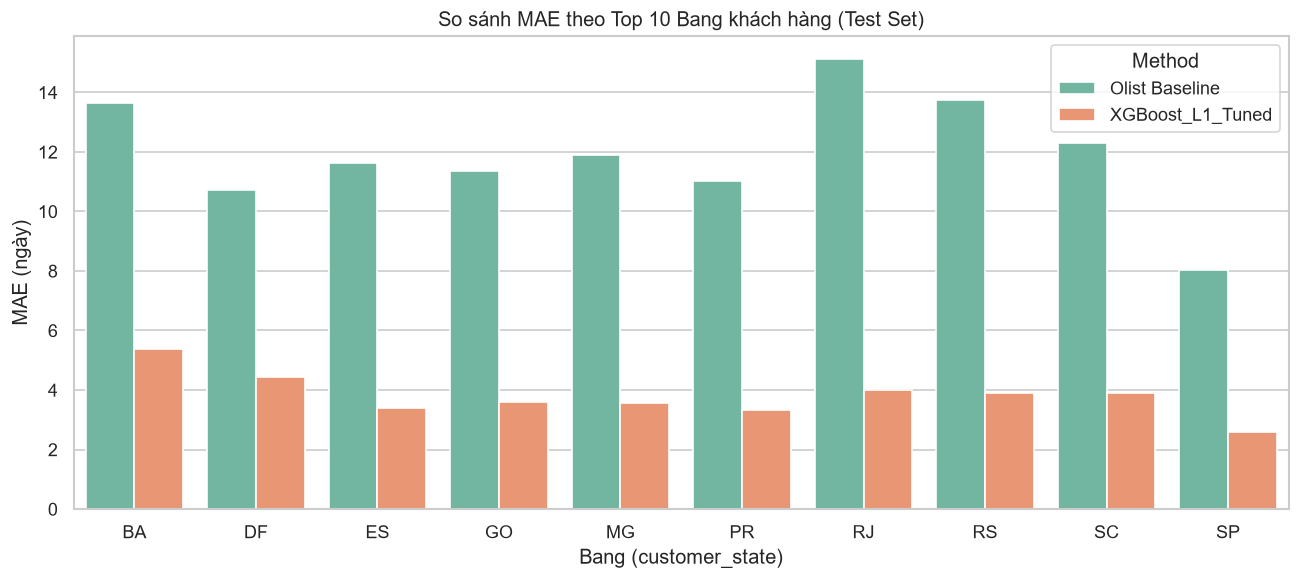 So sánh MAE theo Top 10 Bang khách hàng (Test Set)
Method
Olist Baseline
XGBoost_L1_Tuned
MAE (ngày)
14
12
10
8
6
4
2
0
BA DF ES GO MG PR RJ RS SC SP
Bang (customer_state)